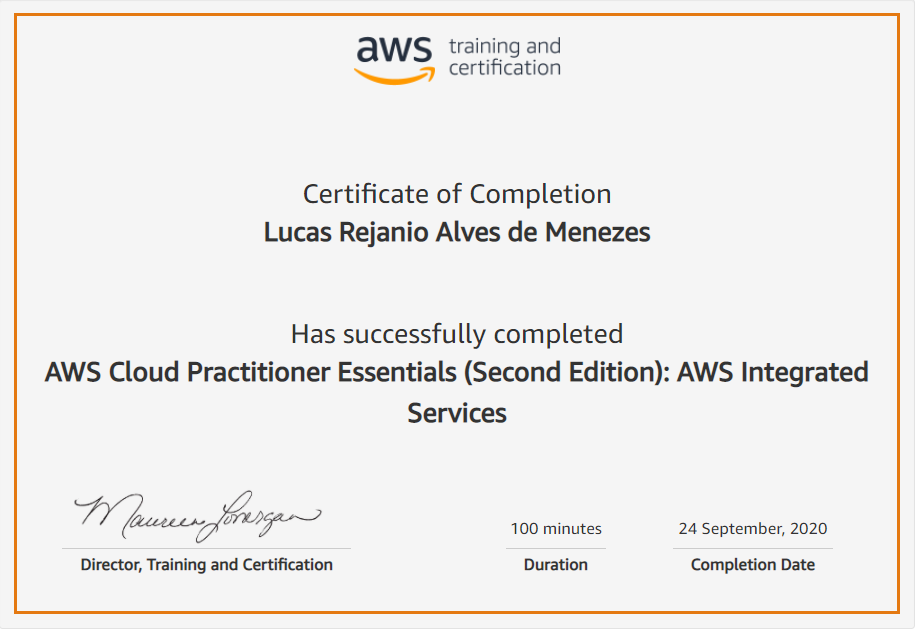 aws training and
certification
Certificate of Completion
Lucas Rejanio Alves de Menezes
Has successfully completed
AWS Cloud Practitioner Essentials (Second Edition): AWS Integrated
Services
Maureen Lonergan
100 minutes
24 September, 2020
Director, Training and Certification
Duration
Completion Date